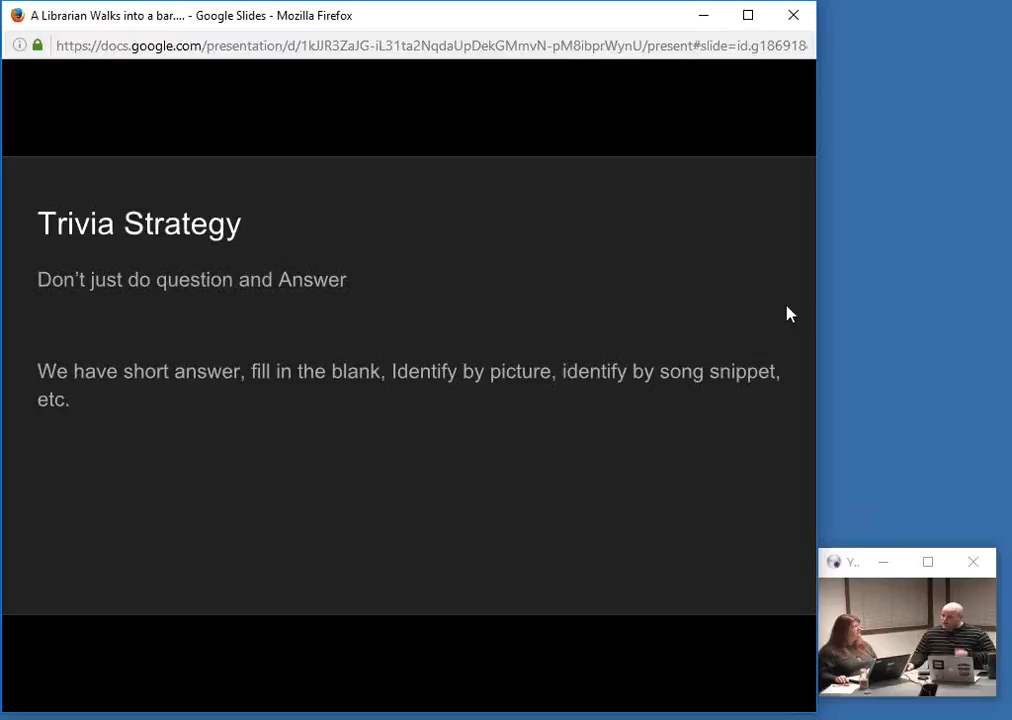 A Librarian Walks into a bar.... - Google Slides - Mozilla Firefox
https://docs.google.com/presentation/d/1kJJR3ZaJG-iL31ta2NqdaUpDekGMmvN-pM8ibprWynU/present#slide=id.g186918
Trivia Strategy
Don't just do question and Answer
We have short answer, fill in the blank, Identify by picture, identify by song snippet,
etc.
Y..